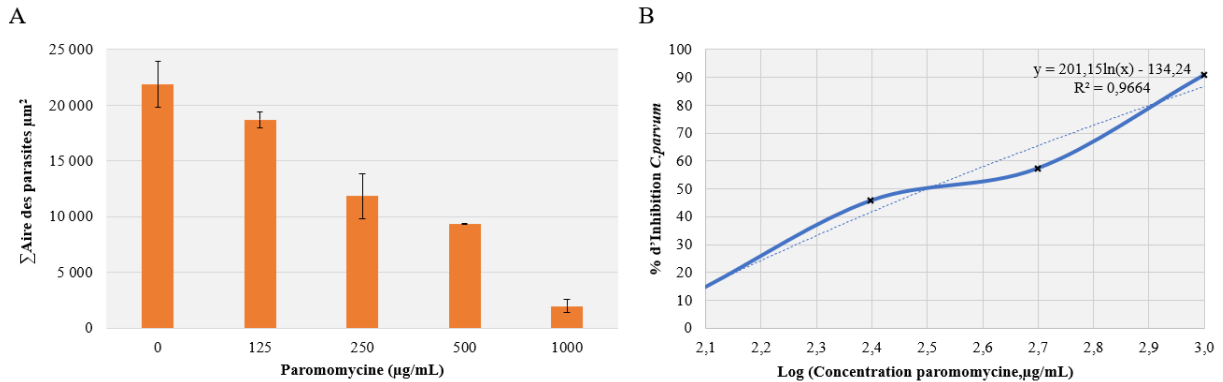 A
25 000
20 000
15 000
10 000
5 000
0
∑Aire des parasites µm²
0 125 250 500 1000
Paromomycine (µg/mL)
B
100
90
80
70
60
50
40
30
20
10
0
% d’Inhibition C.parvum
y = 201,15ln(x) - 134,24
R² = 0,9664
2,1 2,2 2,3 2,4 2,5 2,6 2,7 2,8 2,9 3,0
Log (Concentration paromomycine,µg/mL)